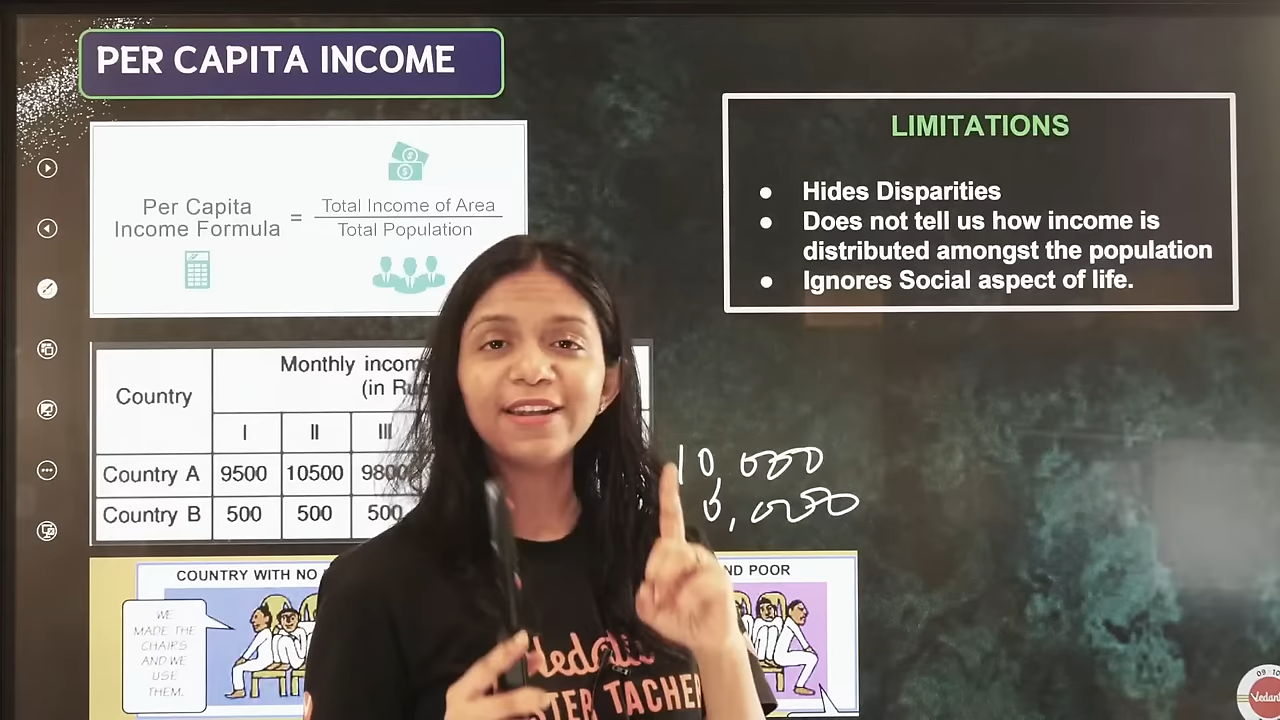 PER CAPITA INCOME
LIMITATIONS
● Hides Disparities
● Does not tell us how income is
distributed amongst the population
● Ignores Social aspect of life.
Per Capita
Income Formula
=
Total Income of Area
Total Population
Country
Monthly incom
(in Ru
I II III
Country A 9500 10500 9800
Country B 500 500 500
10,000
COUNTRY WITH NO
ND POOR
WE
MADE THE
CHAIRS
AND WE
USE
THEM.
TACHER
09